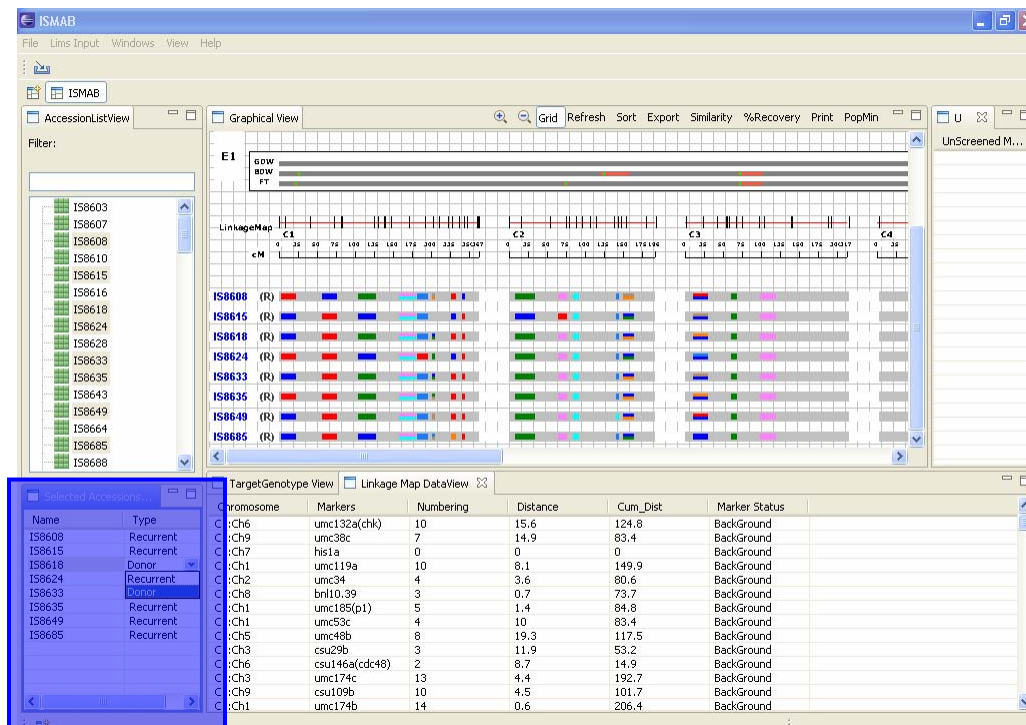 ISMAB
File Lims Input Windows View Help
ISMAB
AccessionListView
Filter:
IS8603
IS8607
IS8608
IS8610
IS8615
IS8616
IS8618
IS8624
IS8628
IS8633
IS8635
IS8643
IS8649
IS8664
IS8685
IS8688
Graphical View Grid Refresh Sort Export Similarity %Recovery Print PopMin
E1
GDW
BDW
FT
LinkageMap
C1 C2 C3 C4
cM
IS8608 (R)
IS8615 (R)
IS8618 (R)
IS8624 (R)
IS8633 (R)
IS8635 (R)
IS8649 (R)
IS8685 (R)
U
UnScreened M...
Selected Accessions...
Name Type
IS8608 Recurrent
IS8615 Recurrent
IS8618 Donor
IS8624 Recurrent
IS8633 Donor
IS8635 Recurrent
IS8649 Recurrent
IS8685 Recurrent
TargetGenotype View Linkage Map DataView
Chromosome Markers Numbering Distance Cum_Dist Marker Status
:Ch6 umc132a(chk) 10 15.6 124.8 BackGround
:Ch9 umc38c 7 14.9 83.4 BackGround
:Ch7 his1a 0 0 0 BackGround
:Ch1 umc119a 10 8.1 149.9 BackGround
:Ch2 umc34 4 3.6 80.6 BackGround
:Ch8 bnl10.39 3 0.7 73.7 BackGround
:Ch1 umc185(p1) 5 1.4 84.8 BackGround
:Ch1 umc53c 4 10 83.4 BackGround
:Ch5 umc48b 8 19.3 117.5 BackGround
:Ch3 csu29b 3 11.9 53.2 BackGround
:Ch6 csu146a(cdc48) 2 8.7 14.9 BackGround
:Ch3 umc174c 13 4.4 192.7 BackGround
:Ch9 csu109b 10 4.5 101.7 BackGround
:Ch1 umc174b 14 0.6 206.4 BackGround